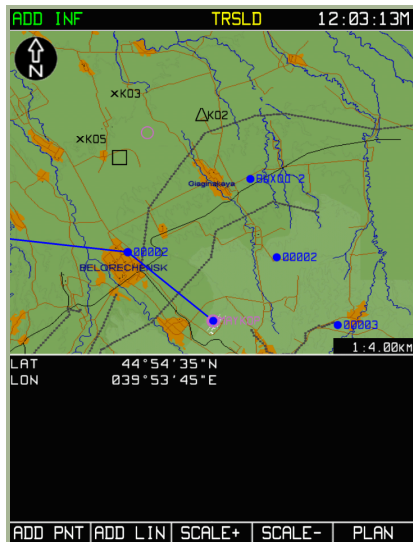 ADD INF TRSLD 12:03:13M
N
×K03
K02
×K05
Giaginskaya
00002
00002
BELORECHENSK
00003
1:4.00км
LAT 44°54'35"N
LON 039°53'45"E
ADD PNT ADD LIN SCALE+ SCALE- PLAN